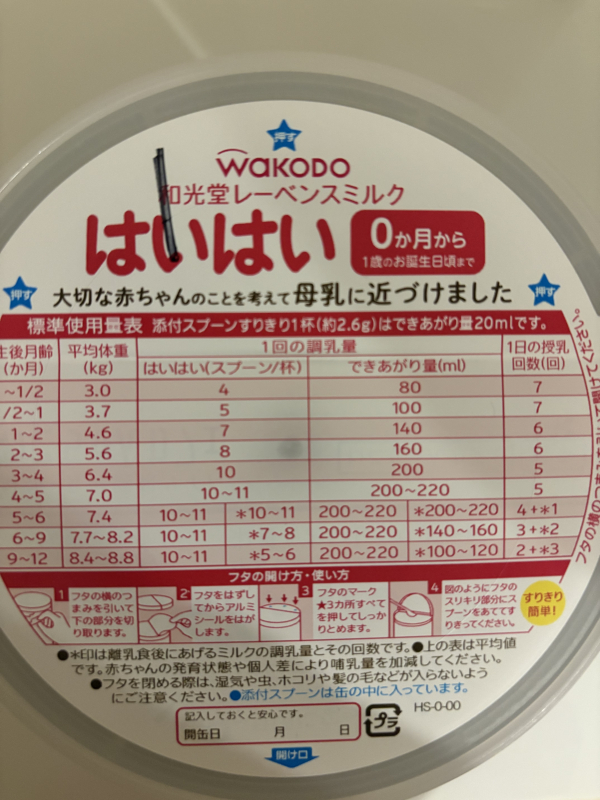 押す
wakodo
和光堂レーベンスミルク
はいはい
0か月から
1歳のお誕生日頃まで
押す
大切な赤ちゃんのことを考えて母乳に近づけました
押す
標準使用量表 添付スプーンすりきり1杯(約2.6g)はできあがり量20mlです。
生後月齢(か月) 平均体重(kg) 1回の調乳量 1日の授乳回数(回)
はいはい(スプーン/杯) できあがり量(ml)
~1/2 3.0 4 80 7
/2~1 3.7 5 100 7
1~2 4.6 7 140 6
2~3 5.6 8 160 6
3~4 6.4 10 200 5
4~5 7.0 10~11 200~220 5
5~6 7.4 10~11 *10~11 200~220 *200~220 4+*1
6~9 7.7~8.2 10~11 *7~8 200~220 *140~160 3+*2
9~12 8.4~8.8 10~11 *5~6 200~220 *100~120 2+*3
フタの開け方・使い方
1 フタの横のつ
まみを引いて
下の部分を切
り取ります。
2 フタをはずし
てからアルミ
シールをはが
します。
3 フタのマーク
★3カ所すべて
を押してしっか
りとめます。
4 図のようにフタの
スリキリ部分にス
プーンをあててす
りきってください。
すりきり
簡単!
●*印は離乳食後にあげるミルクの調乳量とその回数です。●上の表は平均値
です。赤ちゃんの発育状態や個人差により哺乳量を加減してください。
●フタを閉める際は、湿気や虫、ホコリや髪の毛などが入らないよう
にご注意ください。●添付スプーンは缶の中に入っています。
HS-0-00
記入しておくと安心です。
開缶日 月 日
プラ
開け口